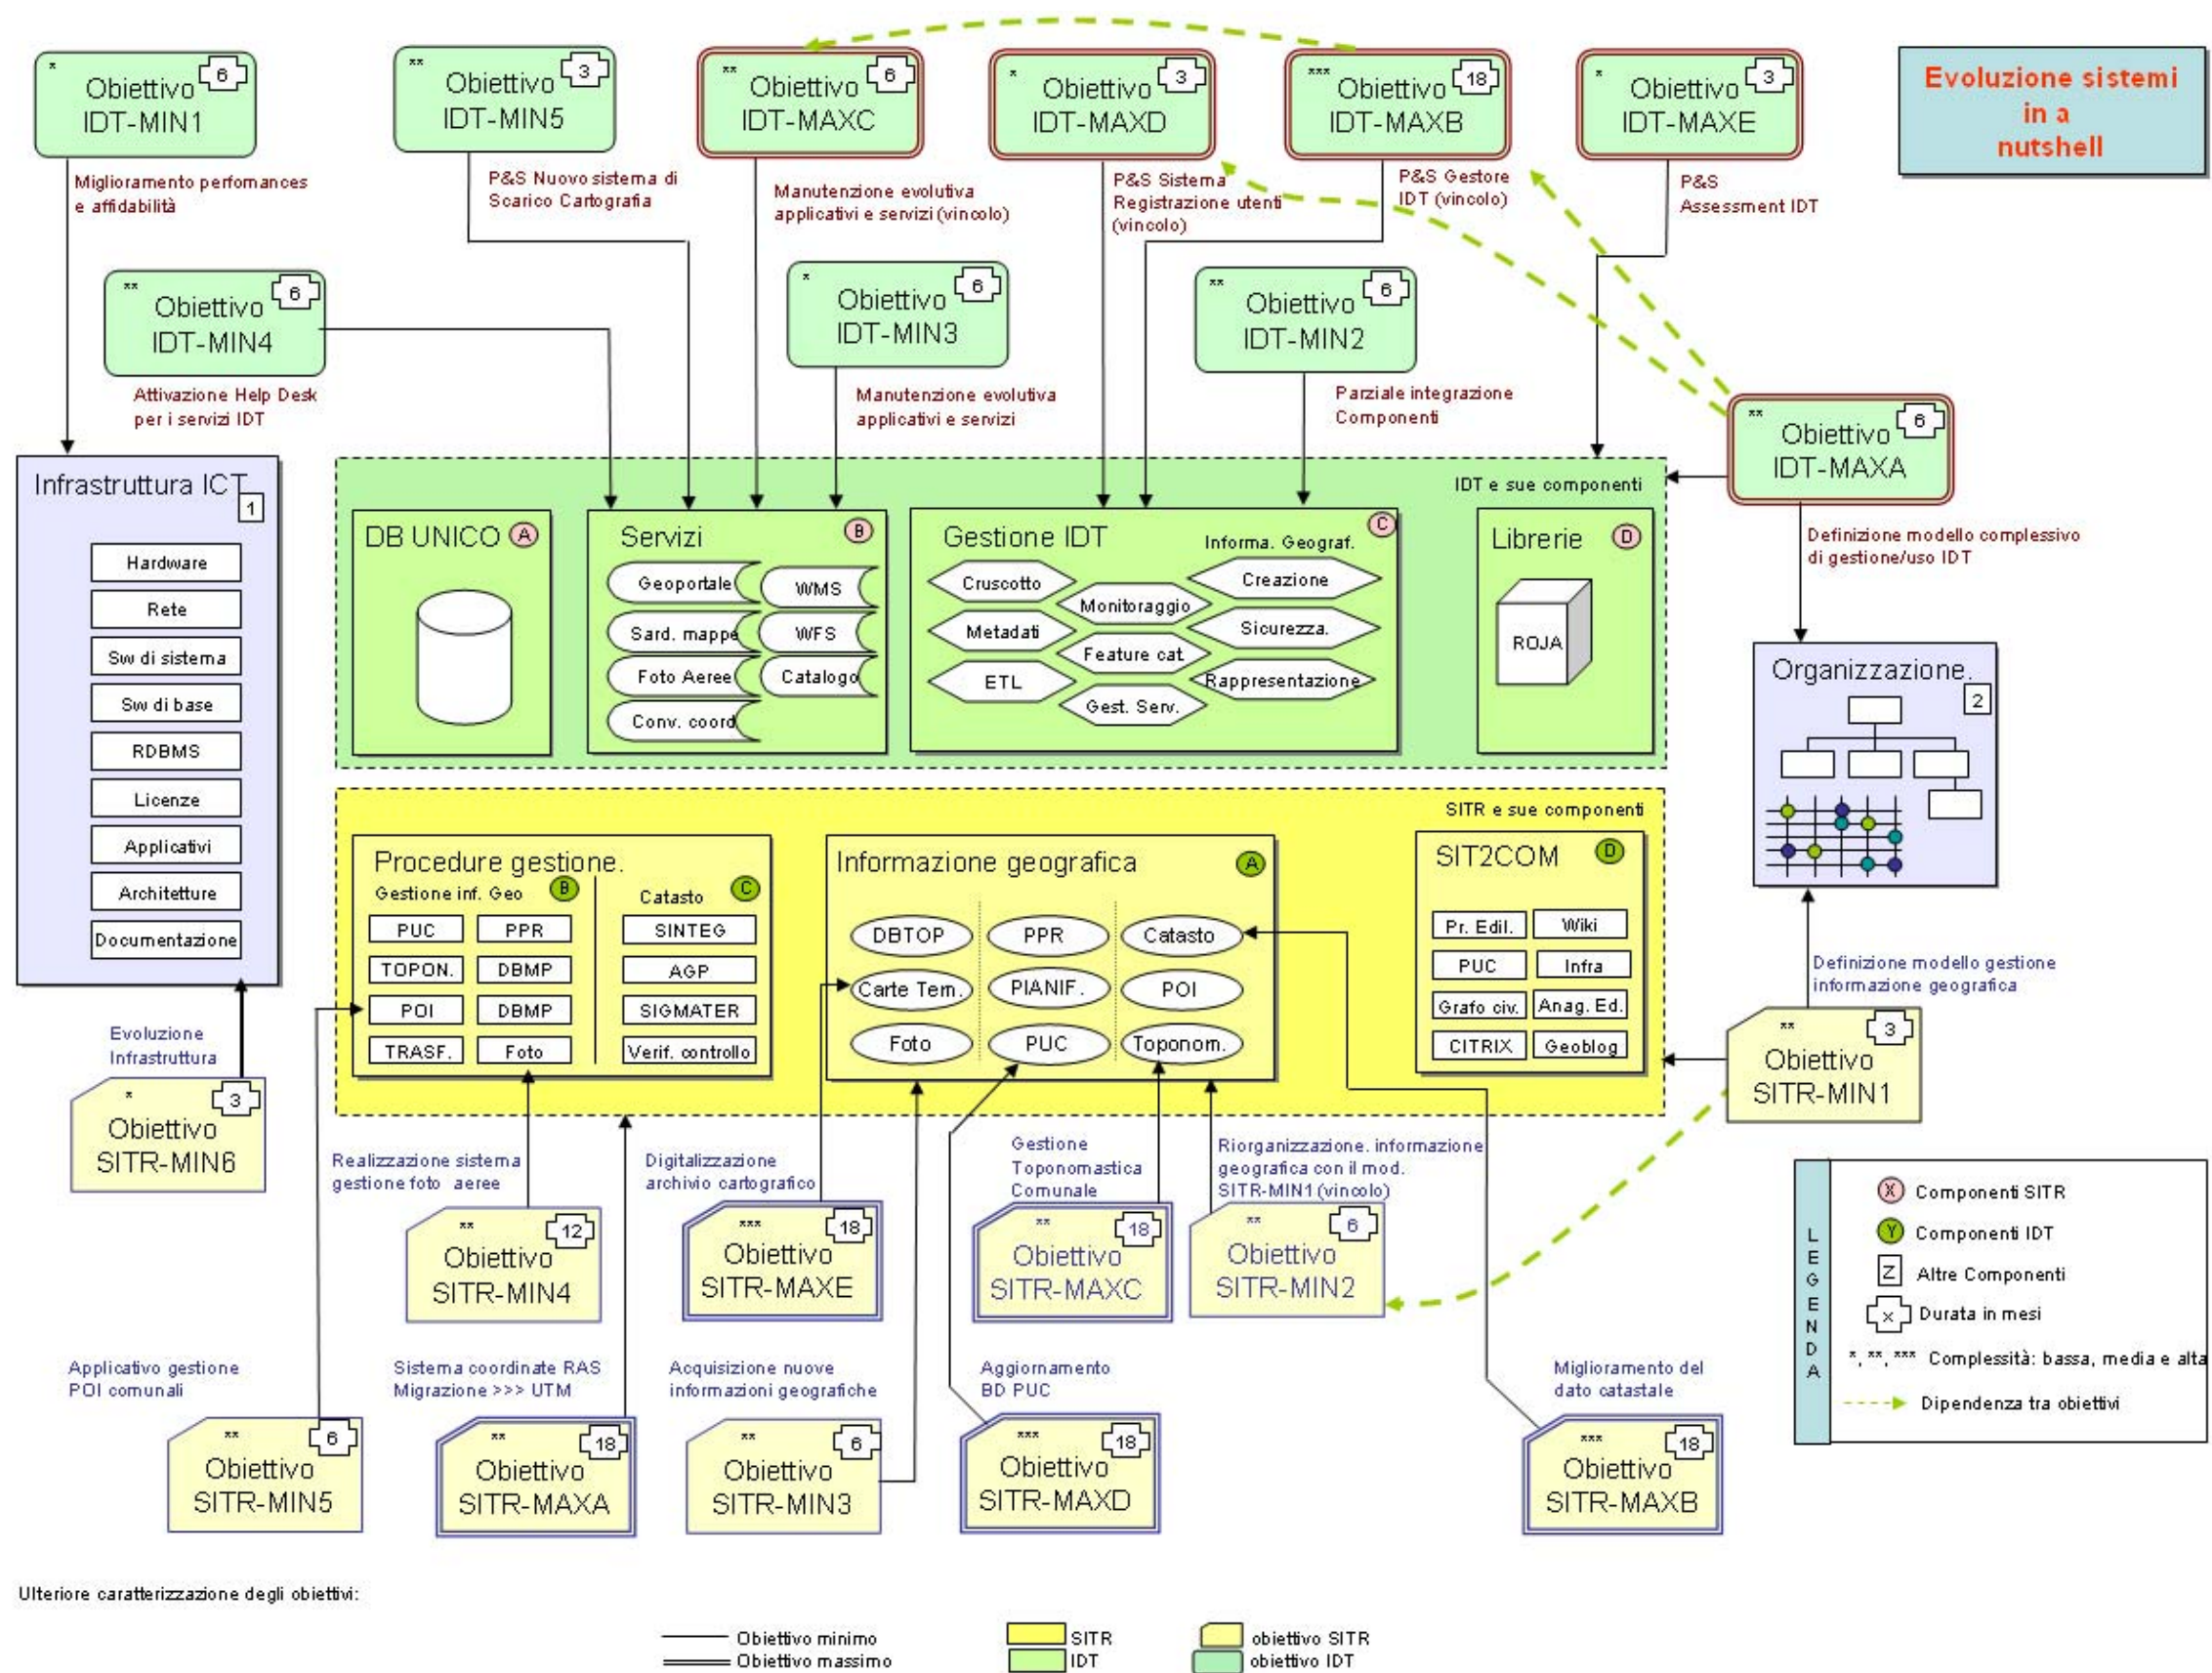 *
Obiettivo
IDT-MIN1
6
**
Obiettivo
IDT-MIN5
3
**
Obiettivo
IDT-MAXC
6
*
Obiettivo
IDT-MAXD
3
***
Obiettivo
IDT-MAXB
18
*
Obiettivo
IDT-MAXE
3
Evoluzione sistemi
in a
nutshell
Miglioramento perfomances
e affidabilità
P&S Nuovo sistema di
Scarico Cartografia
Manutenzione evolutiva
applicativi e servizi (vincolo)
P&S Sistema
Registrazione utenti
(vincolo)
P&S Gestore
IDT (vincolo)
P&S
Assessment IDT
**
Obiettivo
IDT-MIN4
6
*
Obiettivo
IDT-MIN3
6
**
Obiettivo
IDT-MIN2
6
Attivazione Help Desk
per i servizi IDT
Manutenzione evolutiva
applicativi e servizi
Parziale integrazione
Componenti
**
Obiettivo
IDT-MAXA
6
Definizione modello complessivo
di gestione/uso IDT
Infrastruttura ICT
1
Hardware
Rete
Sw di sistema
Sw di base
RDBMS
Licenze
Applicativi
Architetture
Documentazione
IDT e sue componenti
DB UNICO
A
Servizi
B
Geoportale
Sard. mappe
Foto Aeree
Conv. coord
WMS
WFS
Catalogo
Gestione IDT
C
Informa. Geograf.
Cruscotto
Metadati
ETL
Monitoraggio
Feature cat.
Gest. Serv.
Creazione
Sicurezza.
Rappresentazione
Librerie
D
ROJA
Organizzazione.
2
SITR e sue componenti
Procedure gestione.
Gestione inf. Geo
B
Catasto
C
PUC
PPR
TOPON.
DBMP
POI
DBMP
TRASF.
Foto
SINTEG
AGP
SIGMATER
Verif. controllo
Informazione geografica
A
DBTOP
PPR
Catasto
Carte Tem.
PIANIF.
POI
Foto
PUC
Toponom.
SIT2COM
D
Pr. Edil.
Wiki
PUC
Infra
Grafo civ.
Anag. Ed.
CITRIX
Geoblog
Definizione modello gestione
informazione geografica
**
Obiettivo
SITR-MIN1
3
Evoluzione
Infrastruttura
*
Obiettivo
SITR-MIN6
3
Realizzazione sistema
gestione foto aeree
**
Obiettivo
SITR-MIN4
12
Digitalizzazione
archivio cartografico
***
Obiettivo
SITR-MAXE
18
Gestione
Toponomastica
Comunale
**
Obiettivo
SITR-MAXC
18
Riorganizzazione. informazione
geografica con il mod.
SITR-MIN1 (vincolo)
**
Obiettivo
SITR-MIN2
6
Applicativo gestione
POI comunali
**
Obiettivo
SITR-MIN5
6
Sistema coordinate RAS
Migrazione >>> UTM
**
Obiettivo
SITR-MAXA
18
Acquisizione nuove
informazioni geografiche
**
Obiettivo
SITR-MIN3
6
Aggiornamento
BD PUC
***
Obiettivo
SITR-MAXD
18
Miglioramento del
dato catastale
***
Obiettivo
SITR-MAXB
18
LEGENDA
X Componenti SITR
Y Componenti IDT
Z Altre Componenti
x Durata in mesi
*, **, *** Complessità: bassa, media e alta
Dipendenza tra obiettivi
Ulteriore caratterizzazione degli obiettivi:
Obiettivo minimo
Obiettivo massimo
SITR
IDT
obiettivo SITR
obiettivo IDT